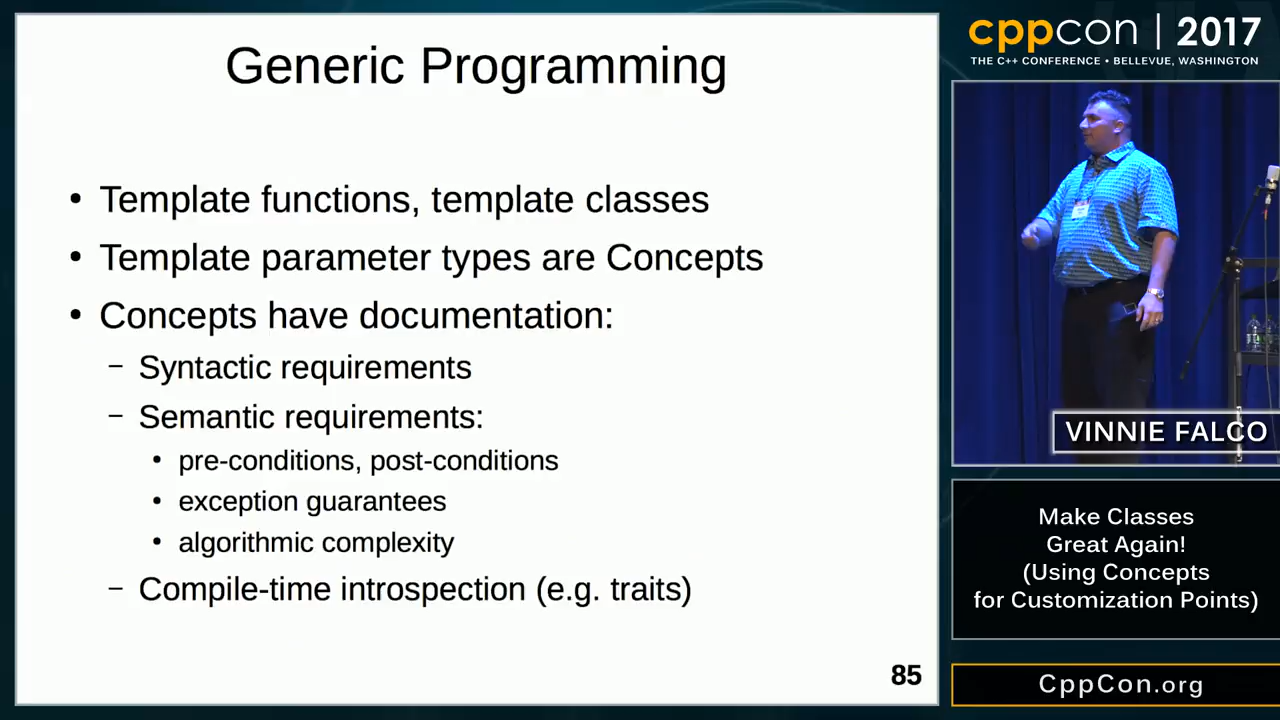 Generic Programming
• Template functions, template classes
• Template parameter types are Concepts
• Concepts have documentation:
– Syntactic requirements
– Semantic requirements:
• pre-conditions, post-conditions
• exception guarantees
• algorithmic complexity
– Compile-time introspection (e.g. traits)
85
cppcon | 2017
THE C++ CONFERENCE • BELLEVUE, WASHINGTON
VINNIE FALCO
Make Classes
Great Again!
(Using Concepts
for Customization Points)
CppCon.org